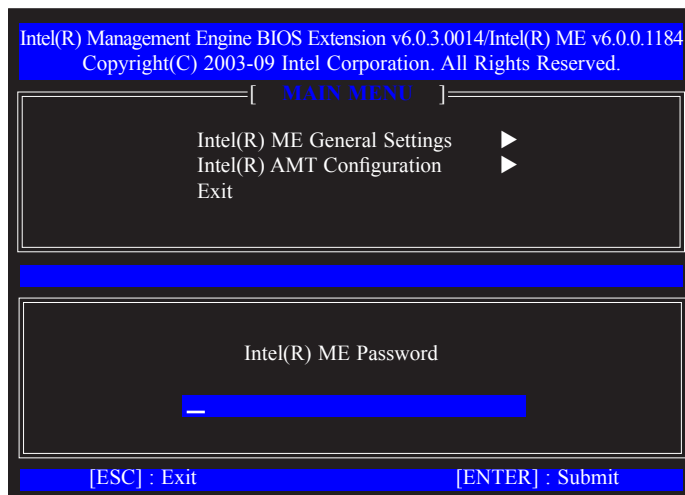 Intel(R) Management Engine BIOS Extension v6.0.3.0014/Intel(R) ME v6.0.0.1184
Copyright(C) 2003-09 Intel Corporation. All Rights Reserved.
[ MAIN MENU ]
Intel(R) ME General Settings ▶
Intel(R) AMT Configuration ▶
Exit
Intel(R) ME Password
_
[ESC] : Exit [ENTER] : Submit